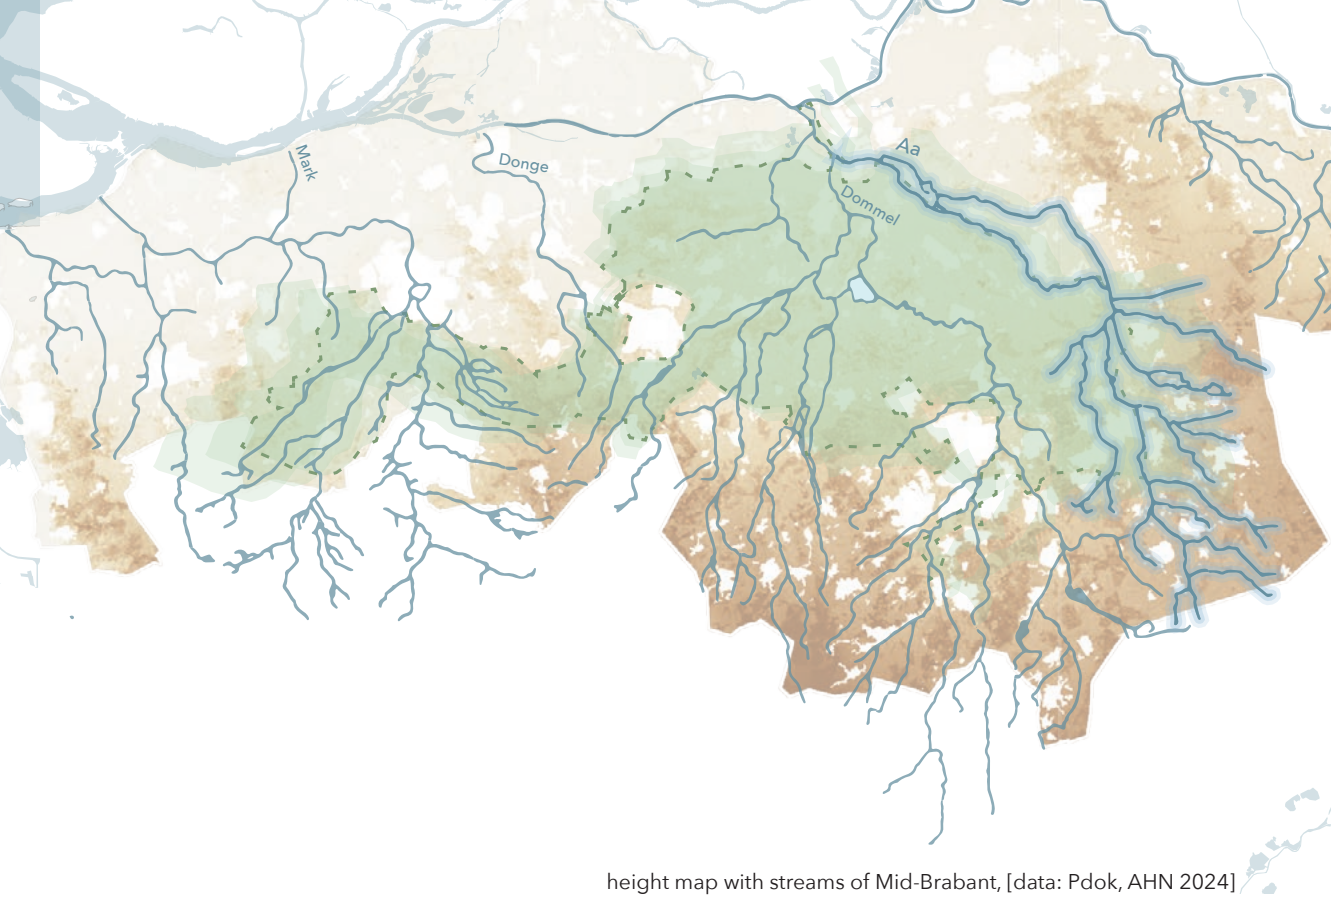 Aa
Mark
Donge
Dommel
height map with streams of Mid-Brabant, [data: Pdok, AHN 2024]